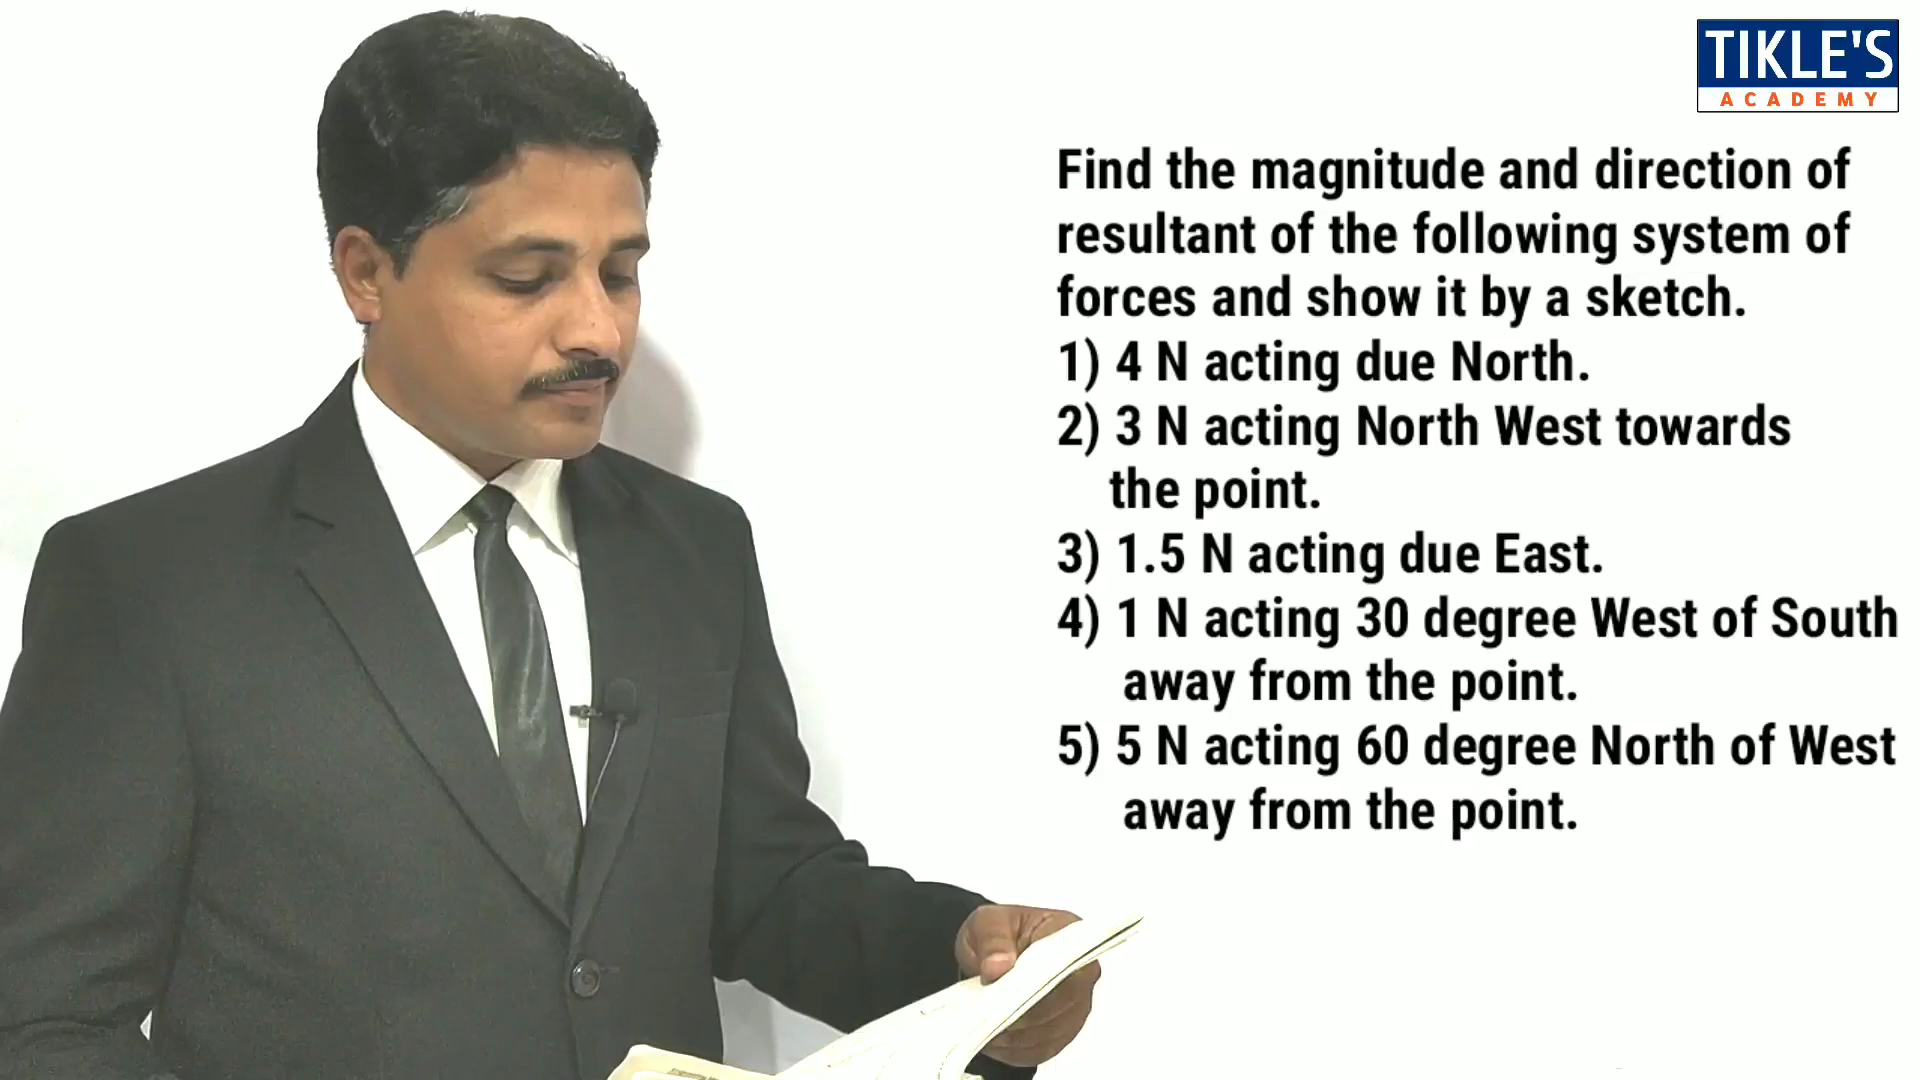 TIKLE'S
ACADEMY
Find the magnitude and direction of
resultant of the following system of
forces and show it by a sketch.
1) 4 N acting due North.
2) 3 N acting North West towards
the point.
3) 1.5 N acting due East.
4) 1 N acting 30 degree West of South
away from the point.
5) 5 N acting 60 degree North of West
away from the point.